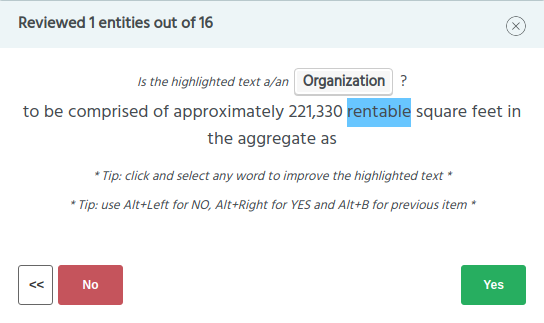 Reviewed 1 entities out of 16
Is the highlighted text a/an Organization ?
to be comprised of approximately 221,330 rentable square feet in
the aggregate as
* Tip: click and select any word to improve the highlighted text *
* Tip: use Alt+Left for NO, Alt+Right for YES and Alt+B for previous item *
<< No Yes